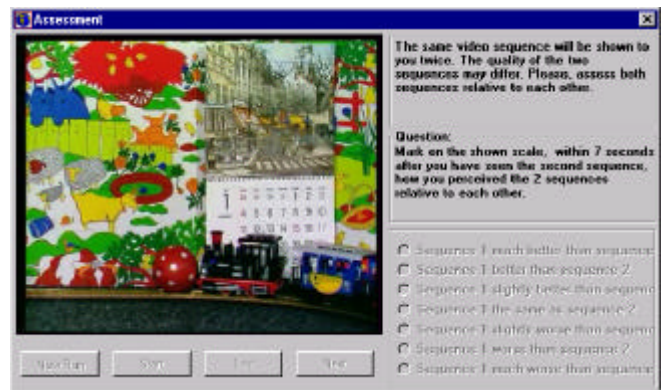 Assessment
The same video sequence will be shown to
you twice. The quality of the two
sequences may differ. Please, assess both
sequences relative to each other.
Question:
Mark on the shown scale, within 7 seconds
after you have seen the second sequence,
how you perceived the 2 sequences
relative to each other.
Sequence 1 much better than sequence
Sequence 1 better than sequence 2
Sequence 1 slightly better than sequenc
Sequence 1 the same as sequence 2
Sequence 1 slightly worse than sequenc
Sequence 1 worse than sequence 2
Sequence 1 much worse than sequence
New Run
Stop
Next